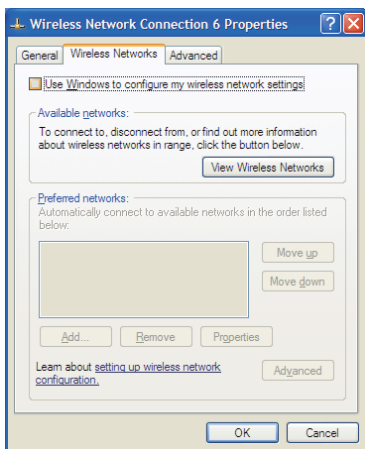 Wireless Network Connection 6 Properties
General Wireless Networks Advanced
Use Windows to configure my wireless network settings
Available networks:
To connect to, disconnect from, or find out more information
about wireless networks in range, click the button below.
View Wireless Networks
Preferred networks:
Automatically connect to available networks in the order listed
below:
Move up
Move down
Add... Remove Properties
Learn about setting up wireless network
configuration.
Advanced
OK Cancel